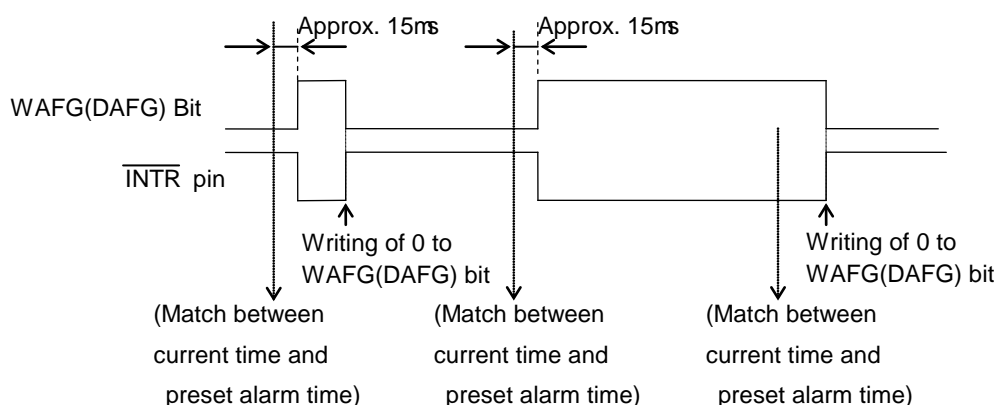 Approx. 15ms
Approx. 15ms
WAFG(DAFG) Bit
INTR pin
Writing of 0 to
WAFG(DAFG) bit
Writing of 0 to
WAFG(DAFG) bit
(Match between
current time and
preset alarm time)
(Match between
current time and
preset alarm time)
(Match between
current time and
preset alarm time)